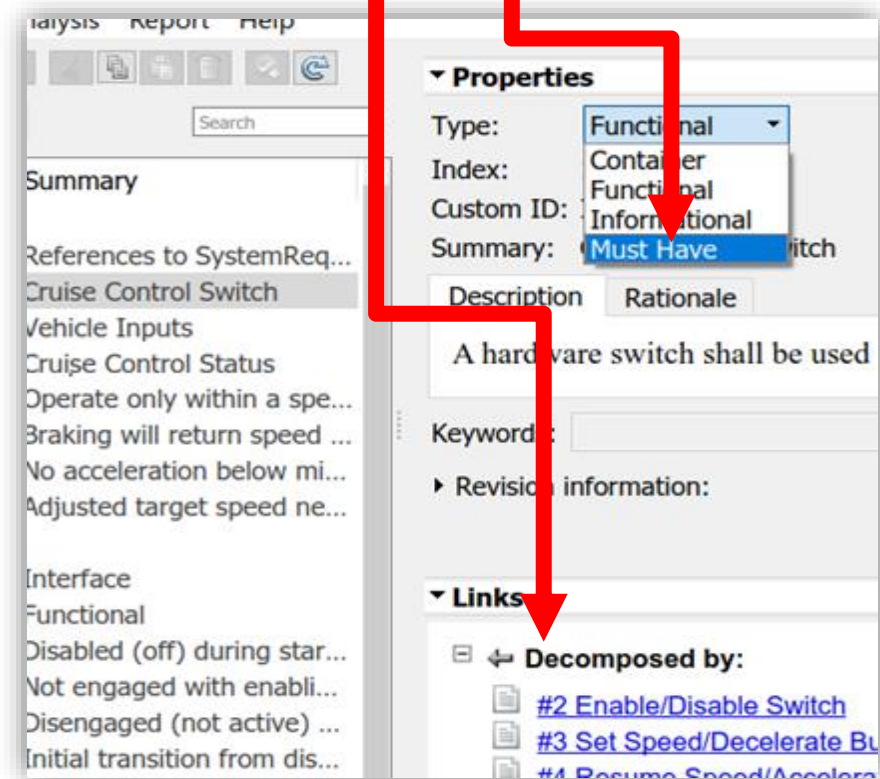 Report Help
Search
Summary
References to SystemReq...
Cruise Control Switch
Vehicle Inputs
Cruise Control Status
Operate only within a spe...
Braking will return speed ...
No acceleration below mi...
Adjusted target speed ne...
Interface
Functional
Disabled (off) during star...
Not engaged with enabli...
Disengaged (not active) ...
Initial transition from dis...
Properties
Type: Functional
Index: Container
Functional
Custom ID: Informational
Summary: Must Have
Description Rationale
A hardware switch shall be used
Keywords:
Revision information:
Links
Decomposed by:
#2 Enable/Disable Switch
#3 Set Speed/Decelerate Bu
#4 Resume Speed/Accelera